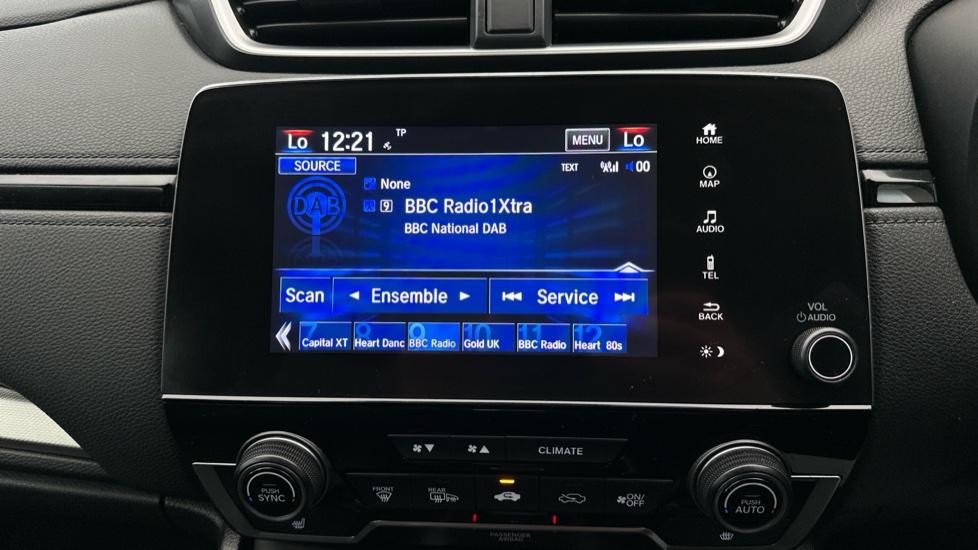 Lo 12:21 TP MENU Lo
SOURCE TEXT 00
DAB
None
9 BBC Radio1Xtra
BBC National DAB
Scan Ensemble Service
7 8 9 10 11 12
Capital XT Heart Danc BBC Radio Gold UK BBC Radio Heart 80s
HOME
MAP
AUDIO
TEL
BACK
VOL
AUDIO
CLIMATE
PUSH
SYNC
FRONT
REAR
ON/
OFF
PUSH
AUTO
PASSENGER
AIRBAG